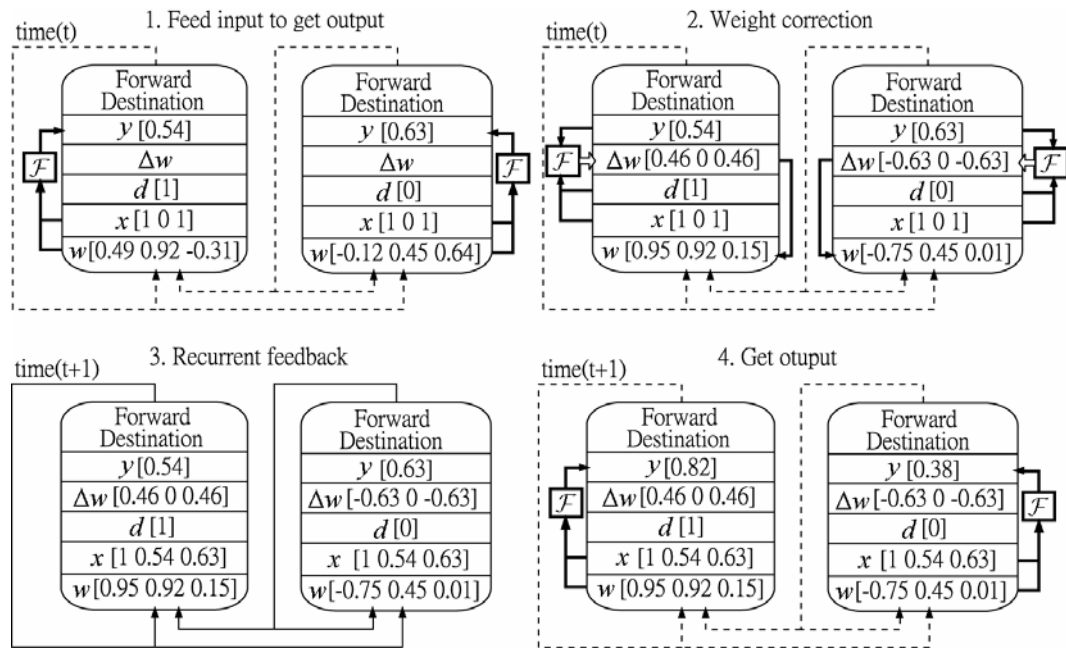 1. Feed input to get output
time(t)
Forward
Destination
y [0.54]
Δw
d [1]
x [1 0 1]
w[0.49 0.92 -0.31]
ℱ
Forward
Destination
y [0.63]
Δw
d [0]
x [1 0 1]
w[-0.12 0.45 0.64]
ℱ
2. Weight correction
time(t)
Forward
Destination
y [0.54]
Δw [0.46 0 0.46]
d [1]
x [1 0 1]
w [0.95 0.92 0.15]
ℱ
Forward
Destination
y [0.63]
Δw[-0.63 0 -0.63]
d [0]
x [1 0 1]
w[-0.75 0.45 0.01]
ℱ
3. Recurrent feedback
time(t+1)
Forward
Destination
y [0.54]
Δw [0.46 0 0.46]
d [1]
x [1 0.54 0.63]
w [0.95 0.92 0.15]
Forward
Destination
y [0.63]
Δw[-0.63 0 -0.63]
d [0]
x [1 0.54 0.63]
w[-0.75 0.45 0.01]
4. Get otuput
time(t+1)
Forward
Destination
y [0.82]
Δw [0.46 0 0.46]
d [1]
x [1 0.54 0.63]
w [0.95 0.92 0.15]
ℱ
Forward
Destination
y [0.38]
Δw[-0.63 0 -0.63]
d [0]
x [1 0.54 0.63]
w[-0.75 0.45 0.01]
ℱ